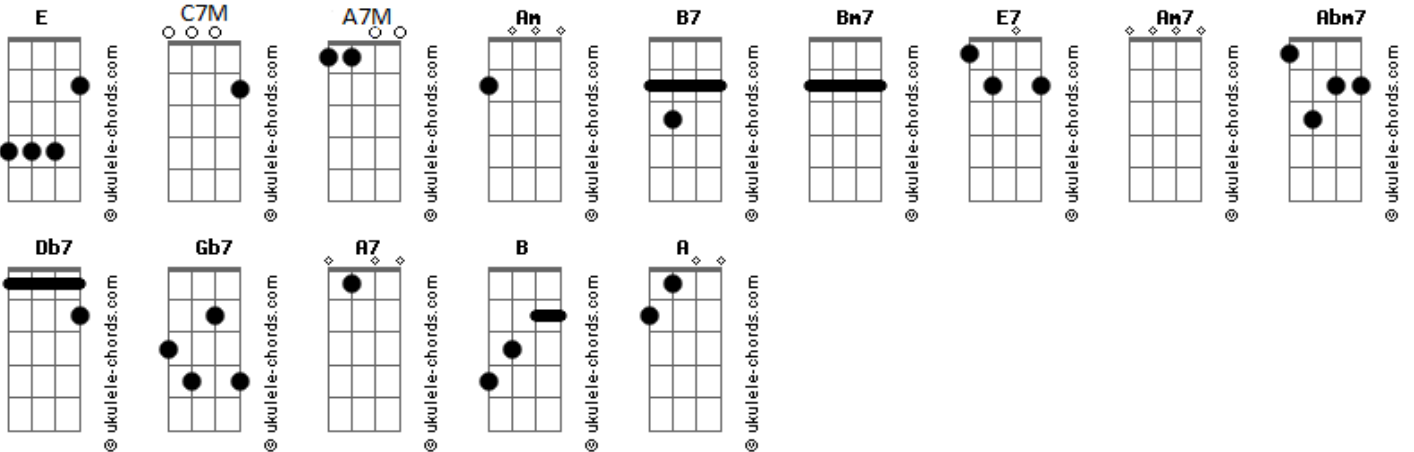 E C7M A7M Am B7 Bm7 E7 Am7 Abm7
© ukulele-chords.com © ukulele-chords.com © ukulele-chords.com © ukulele-chords.com © ukulele-chords.com © ukulele-chords.com © ukulele-chords.com © ukulele-chords.com © ukulele-chords.com
Db7 Gb7 A7 B A
© ukulele-chords.com © ukulele-chords.com © ukulele-chords.com © ukulele-chords.com © ukulele-chords.com